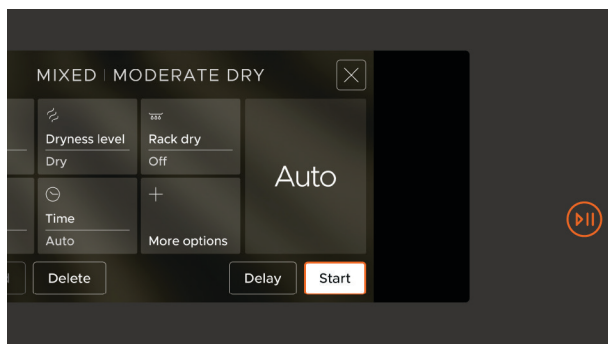 MIXED | MODERATE DRY
Dryness level
Dry
Rack dry
Off
Auto
Time
Auto
More options
Delete
Delay
Start